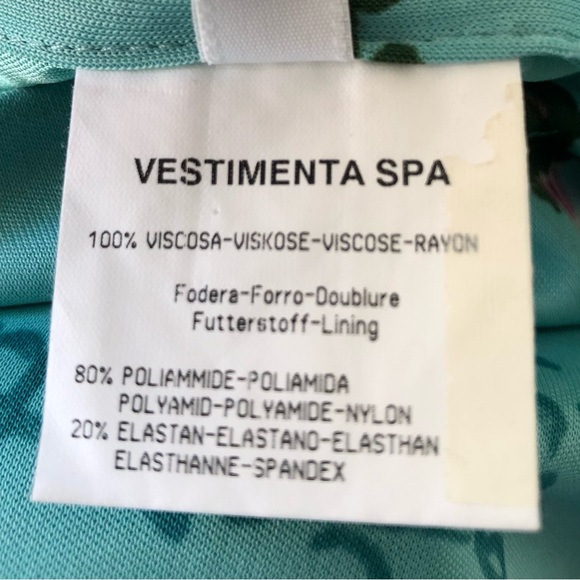 VESTIMENTA SPA
100% VISCOSA-VISKOSE-VISCOSE-RAYON
Fodera-Forro-Doublure
Futterstoff-Lining
80% POLIAMMIDE-POLIAMIDA
POLYAMID-POLYAMIDE-NYLON
20% ELASTAN-ELASTANO-ELASTHAN
ELASTHANNE-SPANDEX